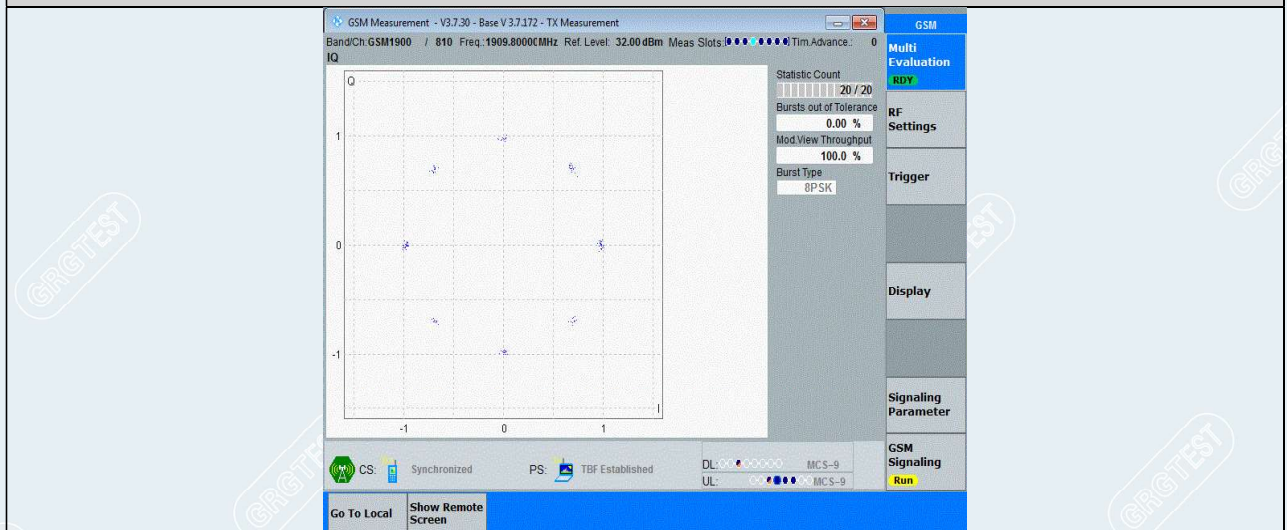 GSM Measurement - V3.7.30 - Base V 3.7.172 - TX Measurement
GSM
Band/Ch:GSM1900 / 810 Freq.:1909.8000MHz Ref. Level: 32.00 dBm Meas Slots: Tim.Advance.: 0
IQ
Multi
Evaluation
RDY
Q
Statistic Count
20 / 20
Bursts out of Tolerance
0.00 %
Mod.View Throughput
100.0 %
Burst Type
8PSK
1
0
-1
I
-1 0 1
RF
Settings
Trigger
Display
Signaling
Parameter
GSM
Signaling
Run
CS: Synchronized PS: TBF Established
DL: MCS-9
UL: MCS-9
Go To Local
Show Remote
Screen
GRGTEST
GRGTEST
GRGTEST
GRGTEST